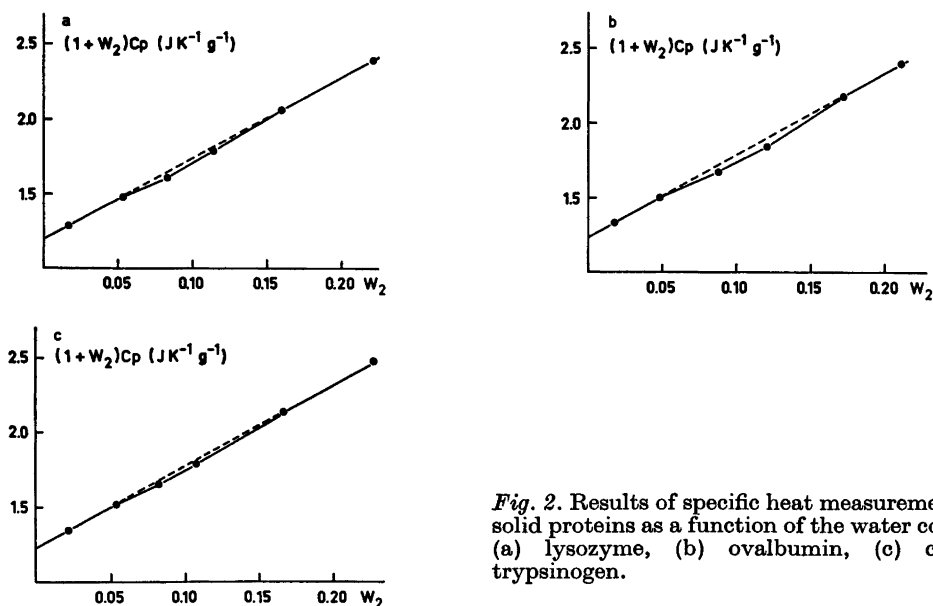 a
(1+W₂)Cp (J K⁻¹ g⁻¹)
2.5
2.0
1.5
0.05 0.10 0.15 0.20 W₂
b
(1+W₂)Cp (J K⁻¹ g⁻¹)
2.5
2.0
1.5
0.05 0.10 0.15 0.20 W₂
c
(1+W₂)Cp (J K⁻¹ g⁻¹)
2.5
2.0
1.5
0.05 0.10 0.15 0.20 W₂
Fig. 2. Results of specific heat
solid proteins as a function of the water
(a) lysozyme, (b) ovalbumin, (c)
trypsinogen.